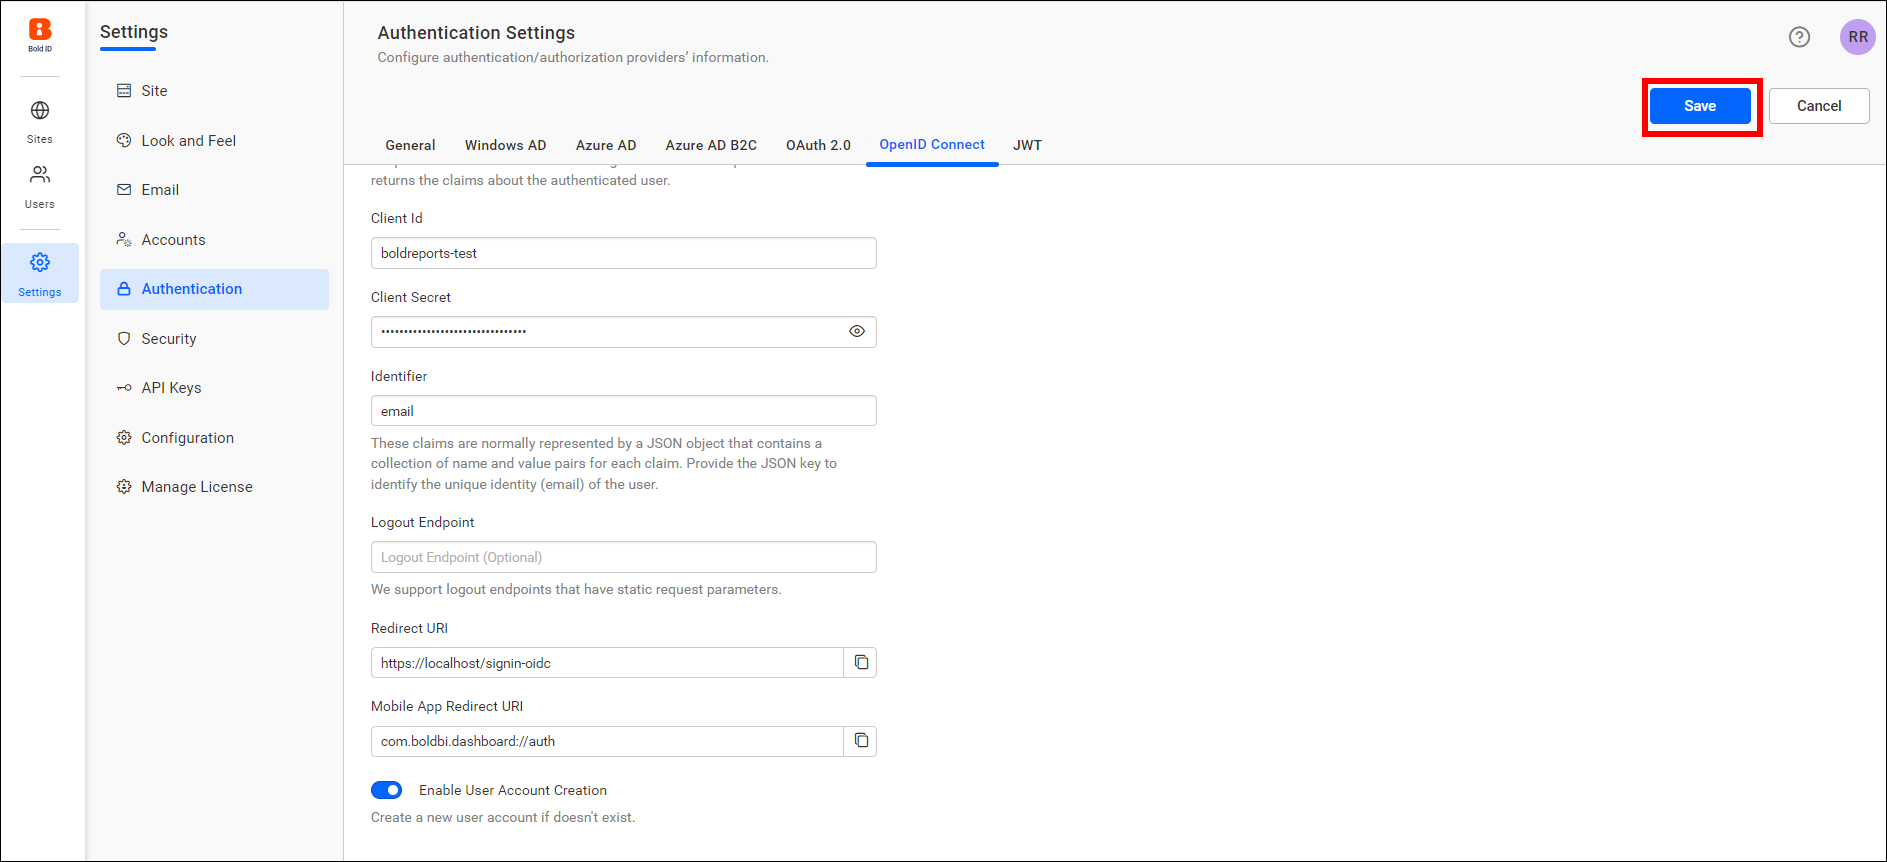 Bold ID
Sites
Users
Settings
Settings
Site
Look and Feel
Email
Accounts
Authentication
Security
API Keys
Configuration
Manage License
Authentication Settings
Configure authentication/authorization providers' information.
RR
Save
Cancel
General
Windows AD
Azure AD
Azure AD B2C
OAuth 2.0
OpenID Connect
JWT
returns the claims about the authenticated user.
Client Id
boldreports-test
Client Secret
Identifier
email
These claims are normally represented by a JSON object that contains a
collection of name and value pairs for each claim. Provide the JSON key to
identify the unique identity (email) of the user.
Logout Endpoint
Logout Endpoint (Optional)
We support logout endpoints that have static request parameters.
Redirect URI
https://localhost/signin-oidc
Mobile App Redirect URI
com.boldbi.dashboard://auth
Enable User Account Creation
Create a new user account if doesn't exist.